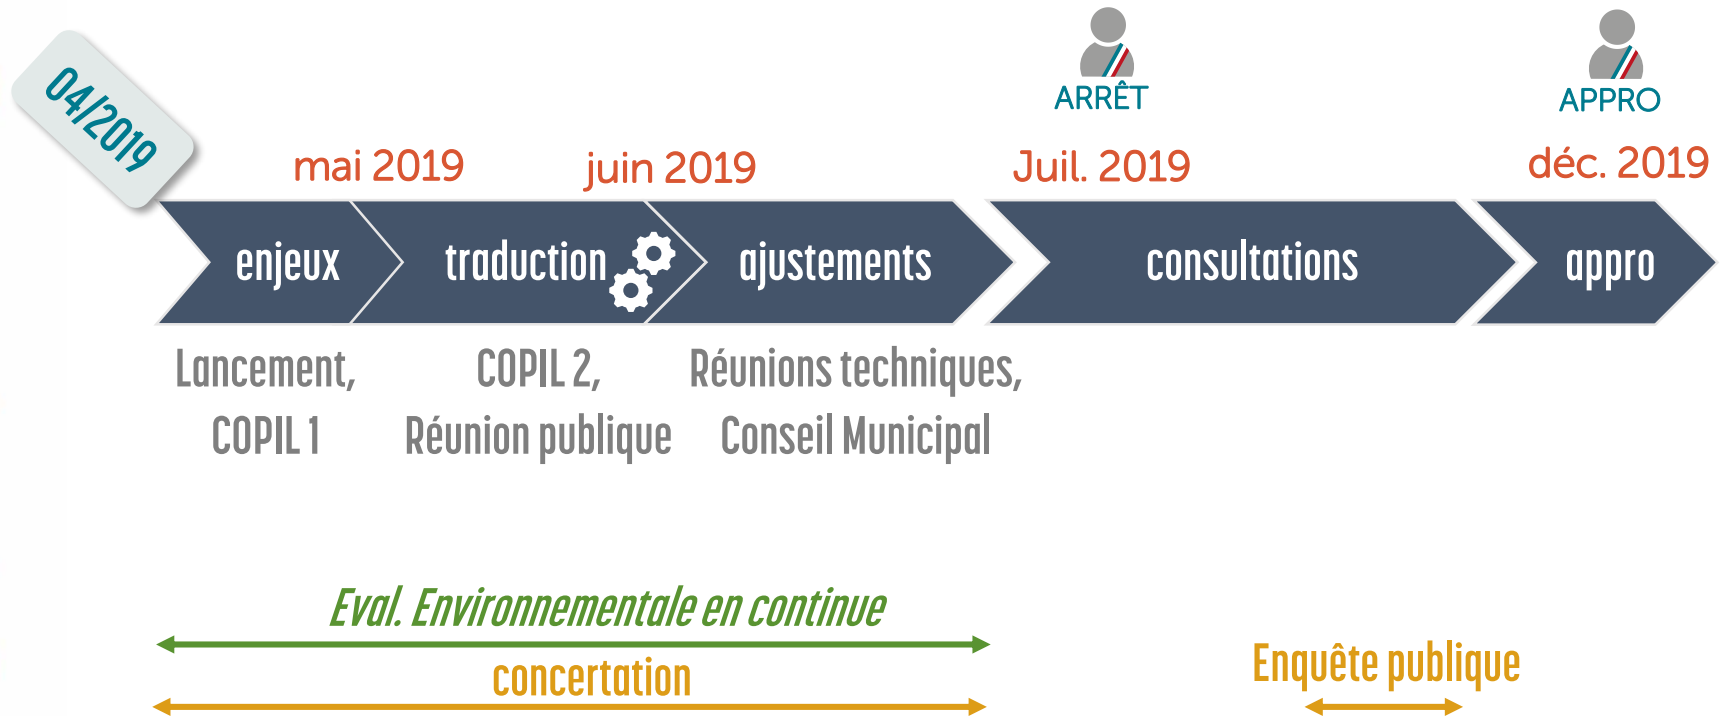 04/2019
ARRÊT
APPRO
mai 2019
juin 2019
Juil. 2019
déc. 2019
enjeux
traduction
ajustements
consultations
appro
Lancement,
COPIL 1
COPIL 2,
Réunion publique
Réunions techniques,
Conseil Municipal
Eval. Environnementale en continue
concertation
Enquête publique